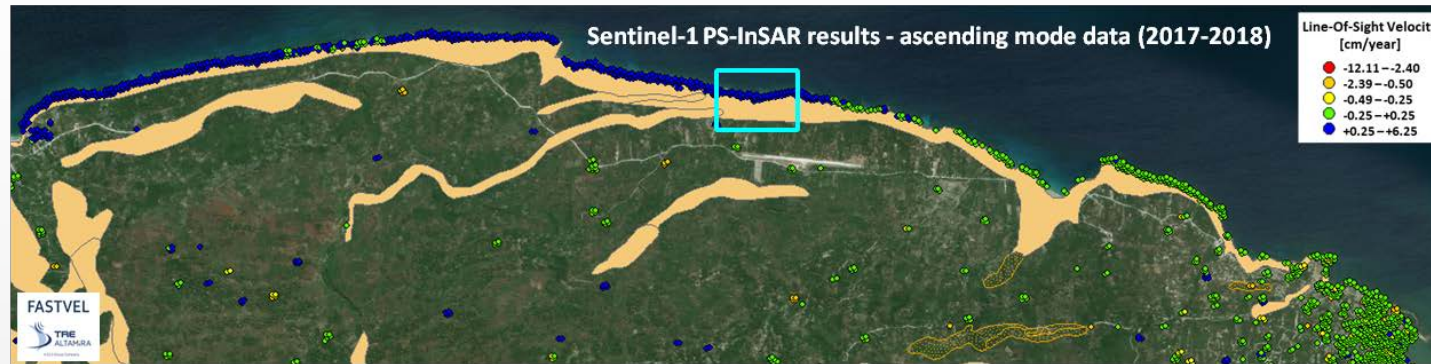 Sentinel-1 PS-InSAR results - ascending mode data (2017-2018)
Line-Of-Sight Velocit
[cm/year]
-12.11 – -2.40
-2.39 – -0.50
-0.49 – -0.25
-0.25 – +0.25
+0.25 – +6.25
FASTVEL
TRE
ALTAMIRA